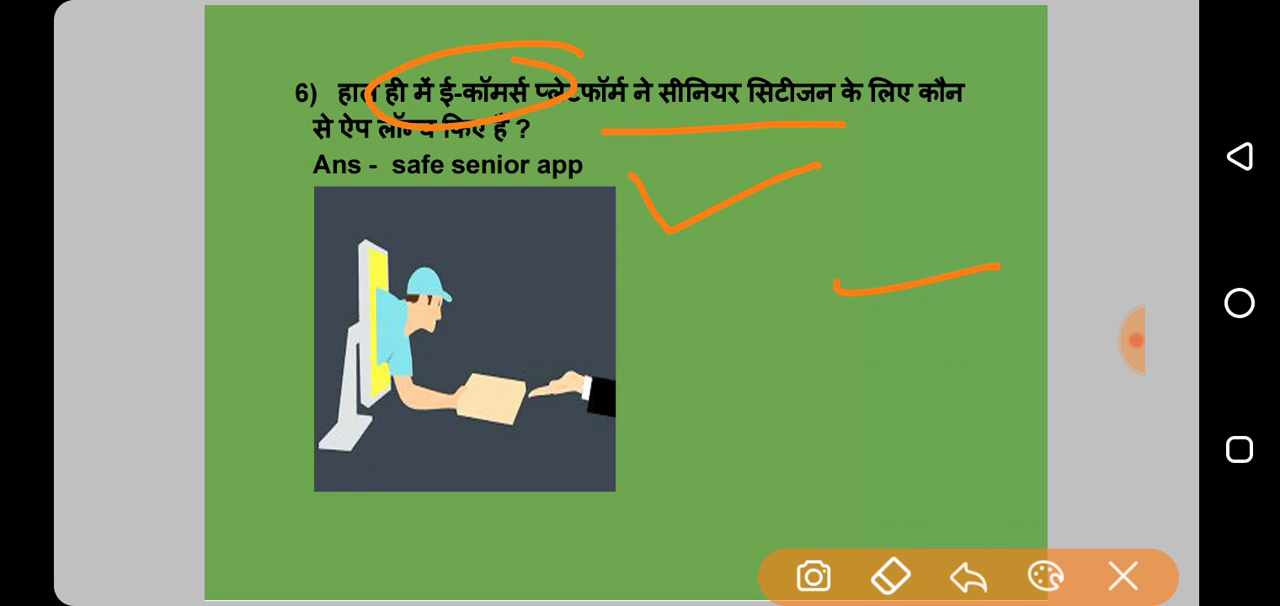 6) हाल ही में ई-कॉमर्स प्लेटफॉर्म ने सीनियर सिटीजन के लिए कौन
से ऐप लॉन्च किए हैं ?
Ans - safe senior app